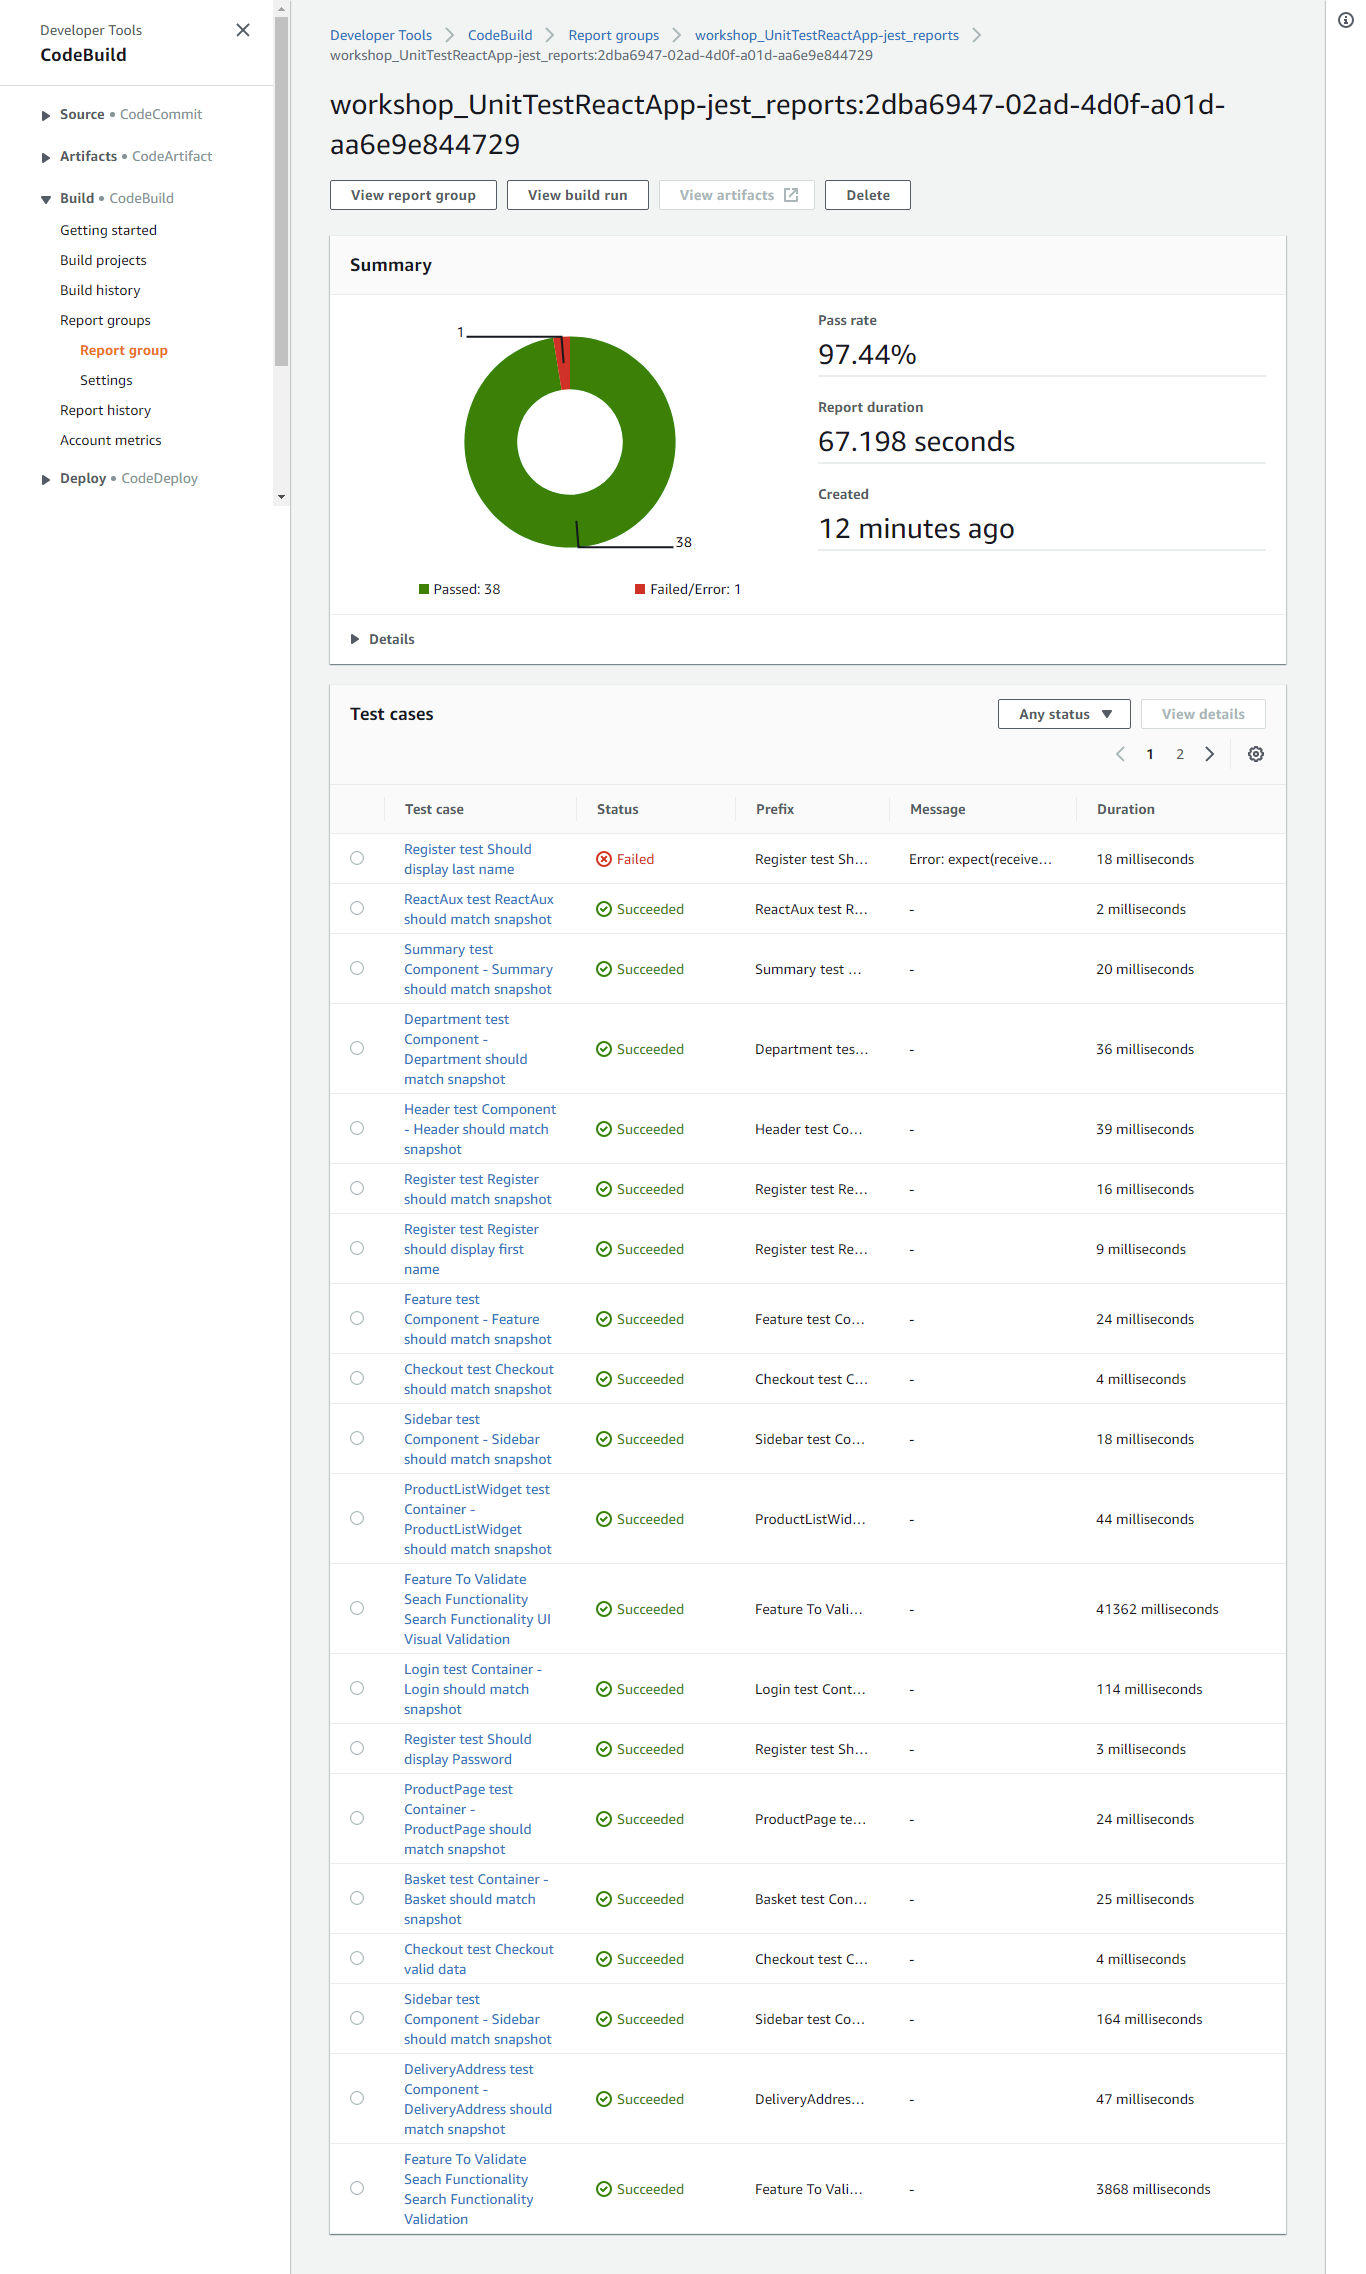 Developer Tools
CodeBuild
Source • CodeCommit
Artifacts • CodeArtifact
Build • CodeBuild
Getting started
Build projects
Build history
Report groups
Report group
Settings
Report history
Account metrics
Deploy • CodeDeploy
Developer Tools > CodeBuild > Report groups > workshop_UnitTestReactApp-jest_reports >
workshop_UnitTestReactApp-jest_reports:2dba6947-02ad-4d0f-a01d-aa6e9e844729
workshop_UnitTestReactApp-jest_reports:2dba6947-02ad-4d0f-a01d-
aa6e9e844729
View report group View build run View artifacts Delete
Summary
1
38
Passed: 38 Failed/Error: 1
Pass rate
97.44%
Report duration
67.198 seconds
Created
12 minutes ago
Details
Test cases Any status View details
1 2
Test case Status Prefix Message Duration
Register test Should
display last name
Failed Register test Sh... Error: expect(receive... 18 milliseconds
ReactAux test ReactAux
should match snapshot
Succeeded ReactAux test R... - 2 milliseconds
Summary test
Component - Summary
should match snapshot
Succeeded Summary test ... - 20 milliseconds
Department test
Component -
Department should
match snapshot
Succeeded Department tes... - 36 milliseconds
Header test Component
- Header should match
snapshot
Succeeded Header test Co... - 39 milliseconds
Register test Register
should match snapshot
Succeeded Register test Re... - 16 milliseconds
Register test Register
should display first
name
Succeeded Register test Re... - 9 milliseconds
Feature test
Component - Feature
should match snapshot
Succeeded Feature test Co... - 24 milliseconds
Checkout test Checkout
should match snapshot
Succeeded Checkout test C... - 4 milliseconds
Sidebar test
Component - Sidebar
should match snapshot
Succeeded Sidebar test Co... - 18 milliseconds
ProductListWidget test
Container -
ProductListWidget
should match snapshot
Succeeded ProductListWid... - 44 milliseconds
Feature To Validate
Seach Functionality
Search Functionality UI
Visual Validation
Succeeded Feature To Vali... - 41362 milliseconds
Login test Container -
Login should match
snapshot
Succeeded Login test Cont... - 114 milliseconds
Register test Should
display Password
Succeeded Register test Sh... - 3 milliseconds
ProductPage test
Container -
ProductPage should
match snapshot
Succeeded ProductPage te... - 24 milliseconds
Basket test Container -
Basket should match
snapshot
Succeeded Basket test Con... - 25 milliseconds
Checkout test Checkout
valid data
Succeeded Checkout test C... - 4 milliseconds
Sidebar test
Component - Sidebar
should match snapshot
Succeeded Sidebar test Co... - 164 milliseconds
DeliveryAddress test
Component -
DeliveryAddress should
match snapshot
Succeeded DeliveryAddres... - 47 milliseconds
Feature To Validate
Seach Functionality
Search Functionality
Validation
Succeeded Feature To Vali... - 3868 milliseconds